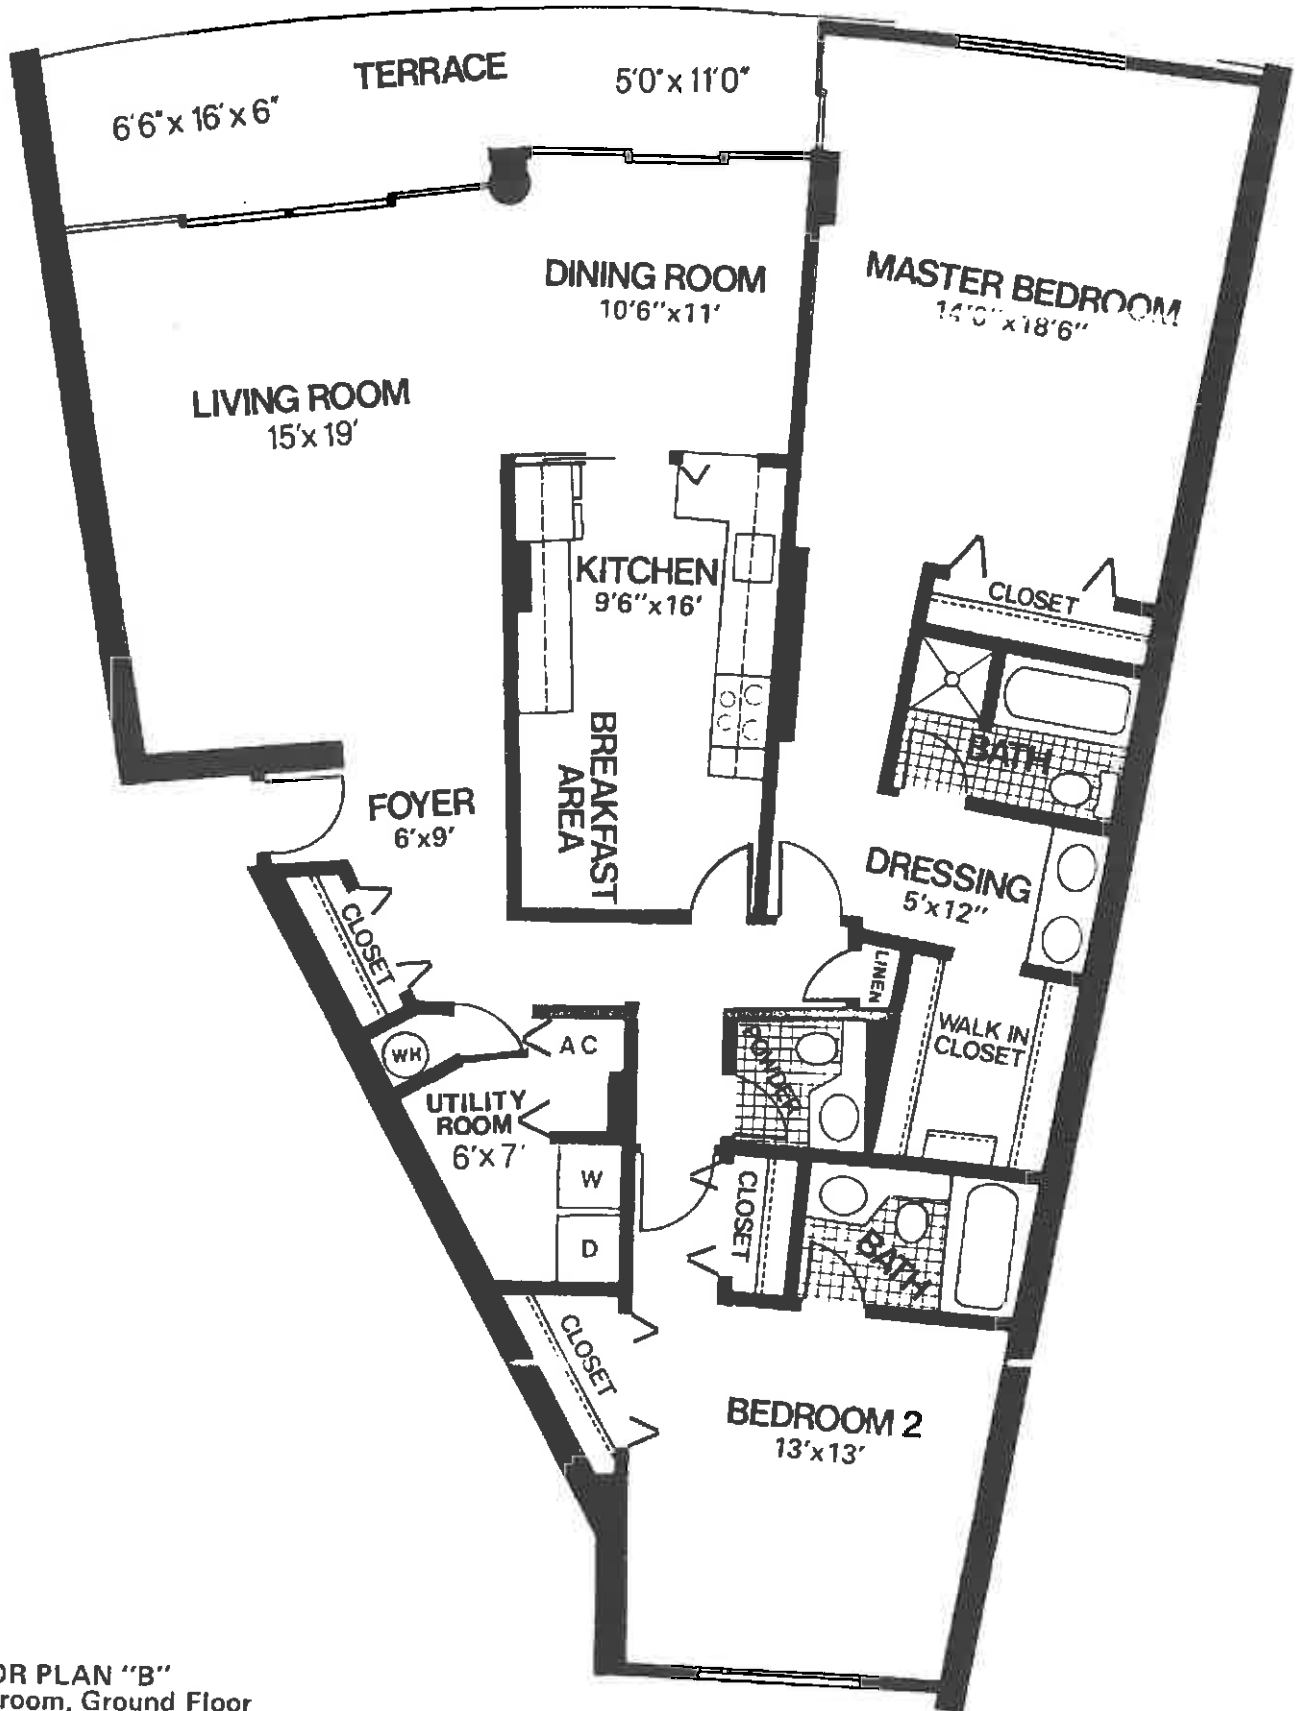 TERRACE
6'6" x 16' x 6"
5'0" x 11'0"
DINING ROOM
10'6" x 11'
MASTER BEDROOM
x 18'6"
LIVING ROOM
15' x 19'
KITCHEN
9'6" x 16'
CLOSET
BREAKFAST
AREA
BATH
FOYER
6' x 9'
DRESSING
5' x 12"
CLOSET
LINEN
WALK IN
CLOSET
WH
AC
POWDER
UTILITY
ROOM
6' x 7'
W
CLOSET
D
BATH
CLOSET
BEDROOM 2
13' x 13'
OR PLAN "B"
room, Ground Floor